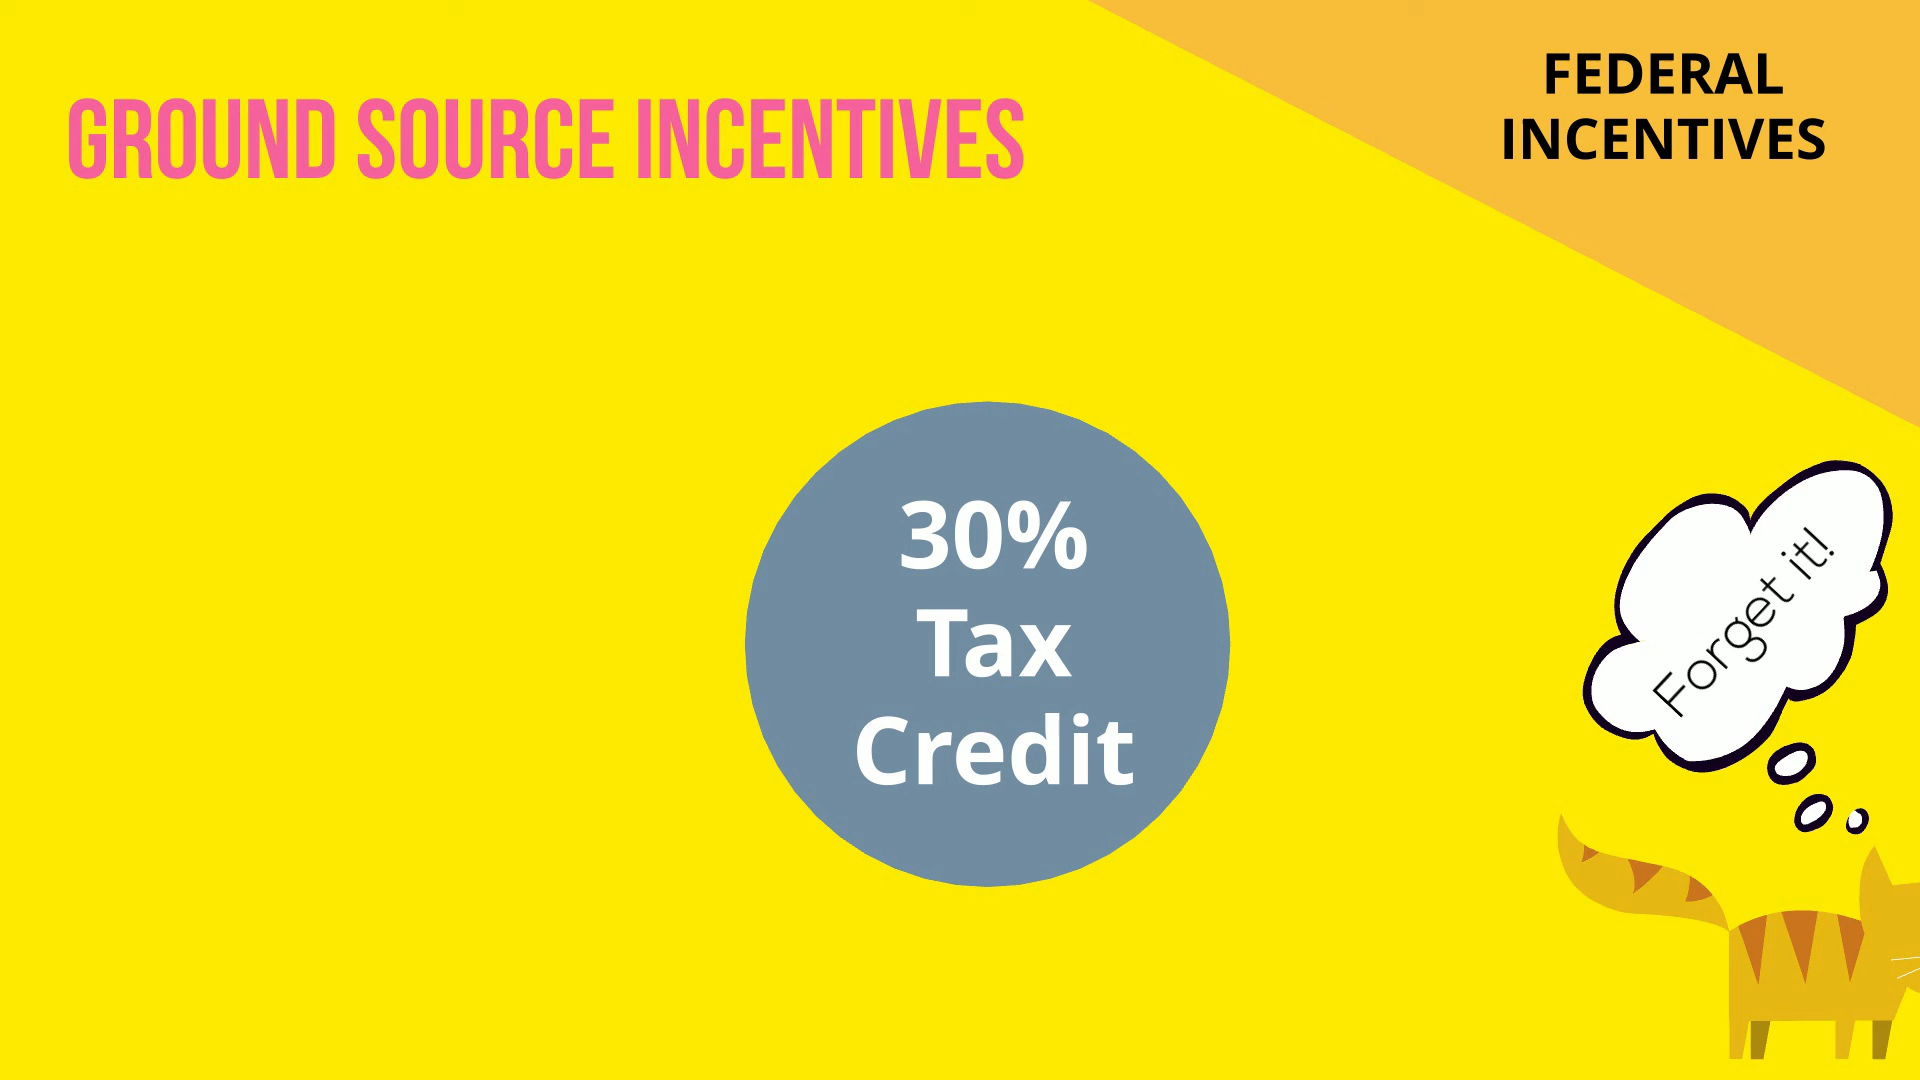 GROUND SOURCE INCENTIVES
FEDERAL
INCENTIVES
30%
Tax
Credit
Forget it!